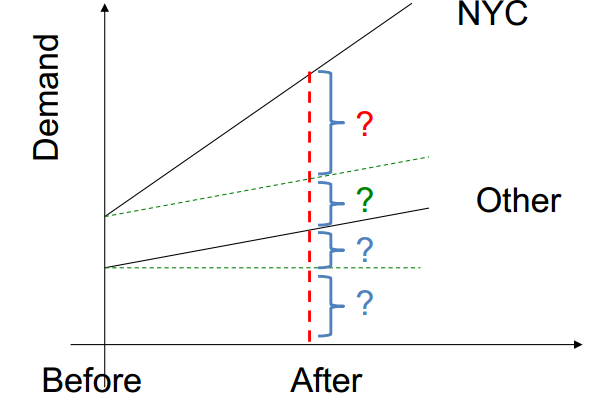 NYC
Demand
?
?
Other
?
?
Before
After